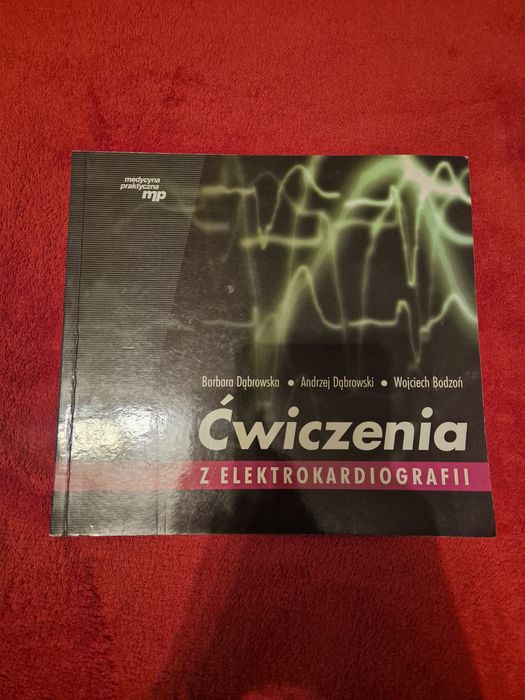 medycyna
praktyczna
mp
Barbara Dąbrowska • Andrzej Dąbrowski • Wojciech Bodzoń
Ćwiczenia
Z ELEKTROKARDIOGRAFII